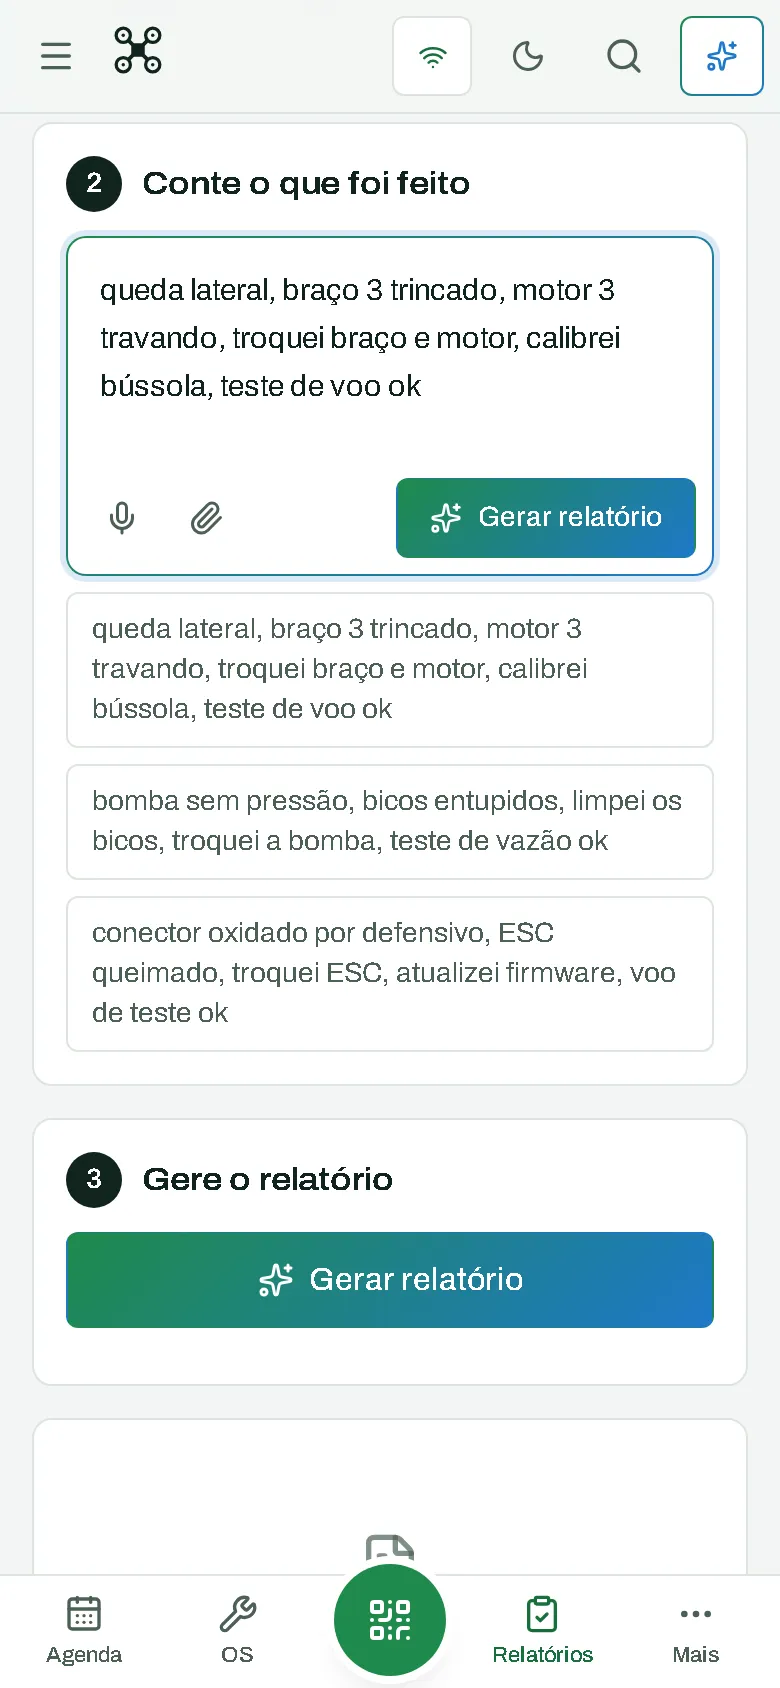 2 Conte o que foi feito
queda lateral, braço 3 trincado, motor 3
travando, troquei braço e motor, calibrei
bússola, teste de voo ok
Gerar relatório
queda lateral, braço 3 trincado, motor 3
travando, troquei braço e motor, calibrei
bússola, teste de voo ok
bomba sem pressão, bicos entupidos, limpei os
bicos, troquei a bomba, teste de vazão ok
conector oxidado por defensivo, ESC
queimado, troquei ESC, atualizei firmware, voo
de teste ok
3 Gere o relatório
Gerar relatório
Agenda OS Relatórios Mais